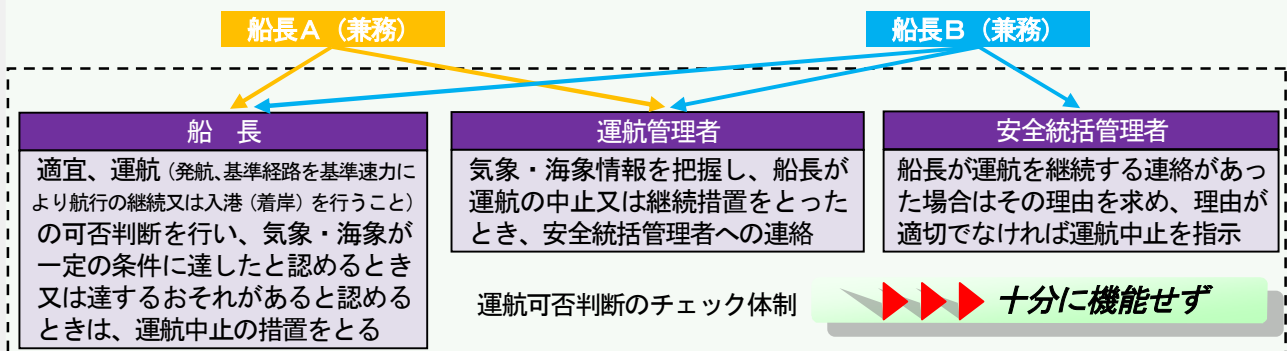 船長A（兼務）
船長B（兼務）
船　長
適宜、運航（発航、基準経路を基準速力に
より航行の継続又は入港（着岸）を行うこと）
の可否判断を行い、気象・海象が
一定の条件に達したと認めるとき
又は達するおそれがあると認める
ときは、運航中止の措置をとる
運航管理者
気象・海象情報を把握し、船長が
運航の中止又は継続措置をとった
とき、安全統括管理者への連絡
安全統括管理者
船長が運航を継続する連絡があっ
た場合はその理由を求め、理由が
適切でなければ運航中止を指示
運航可否判断のチェック体制
十分に機能せず